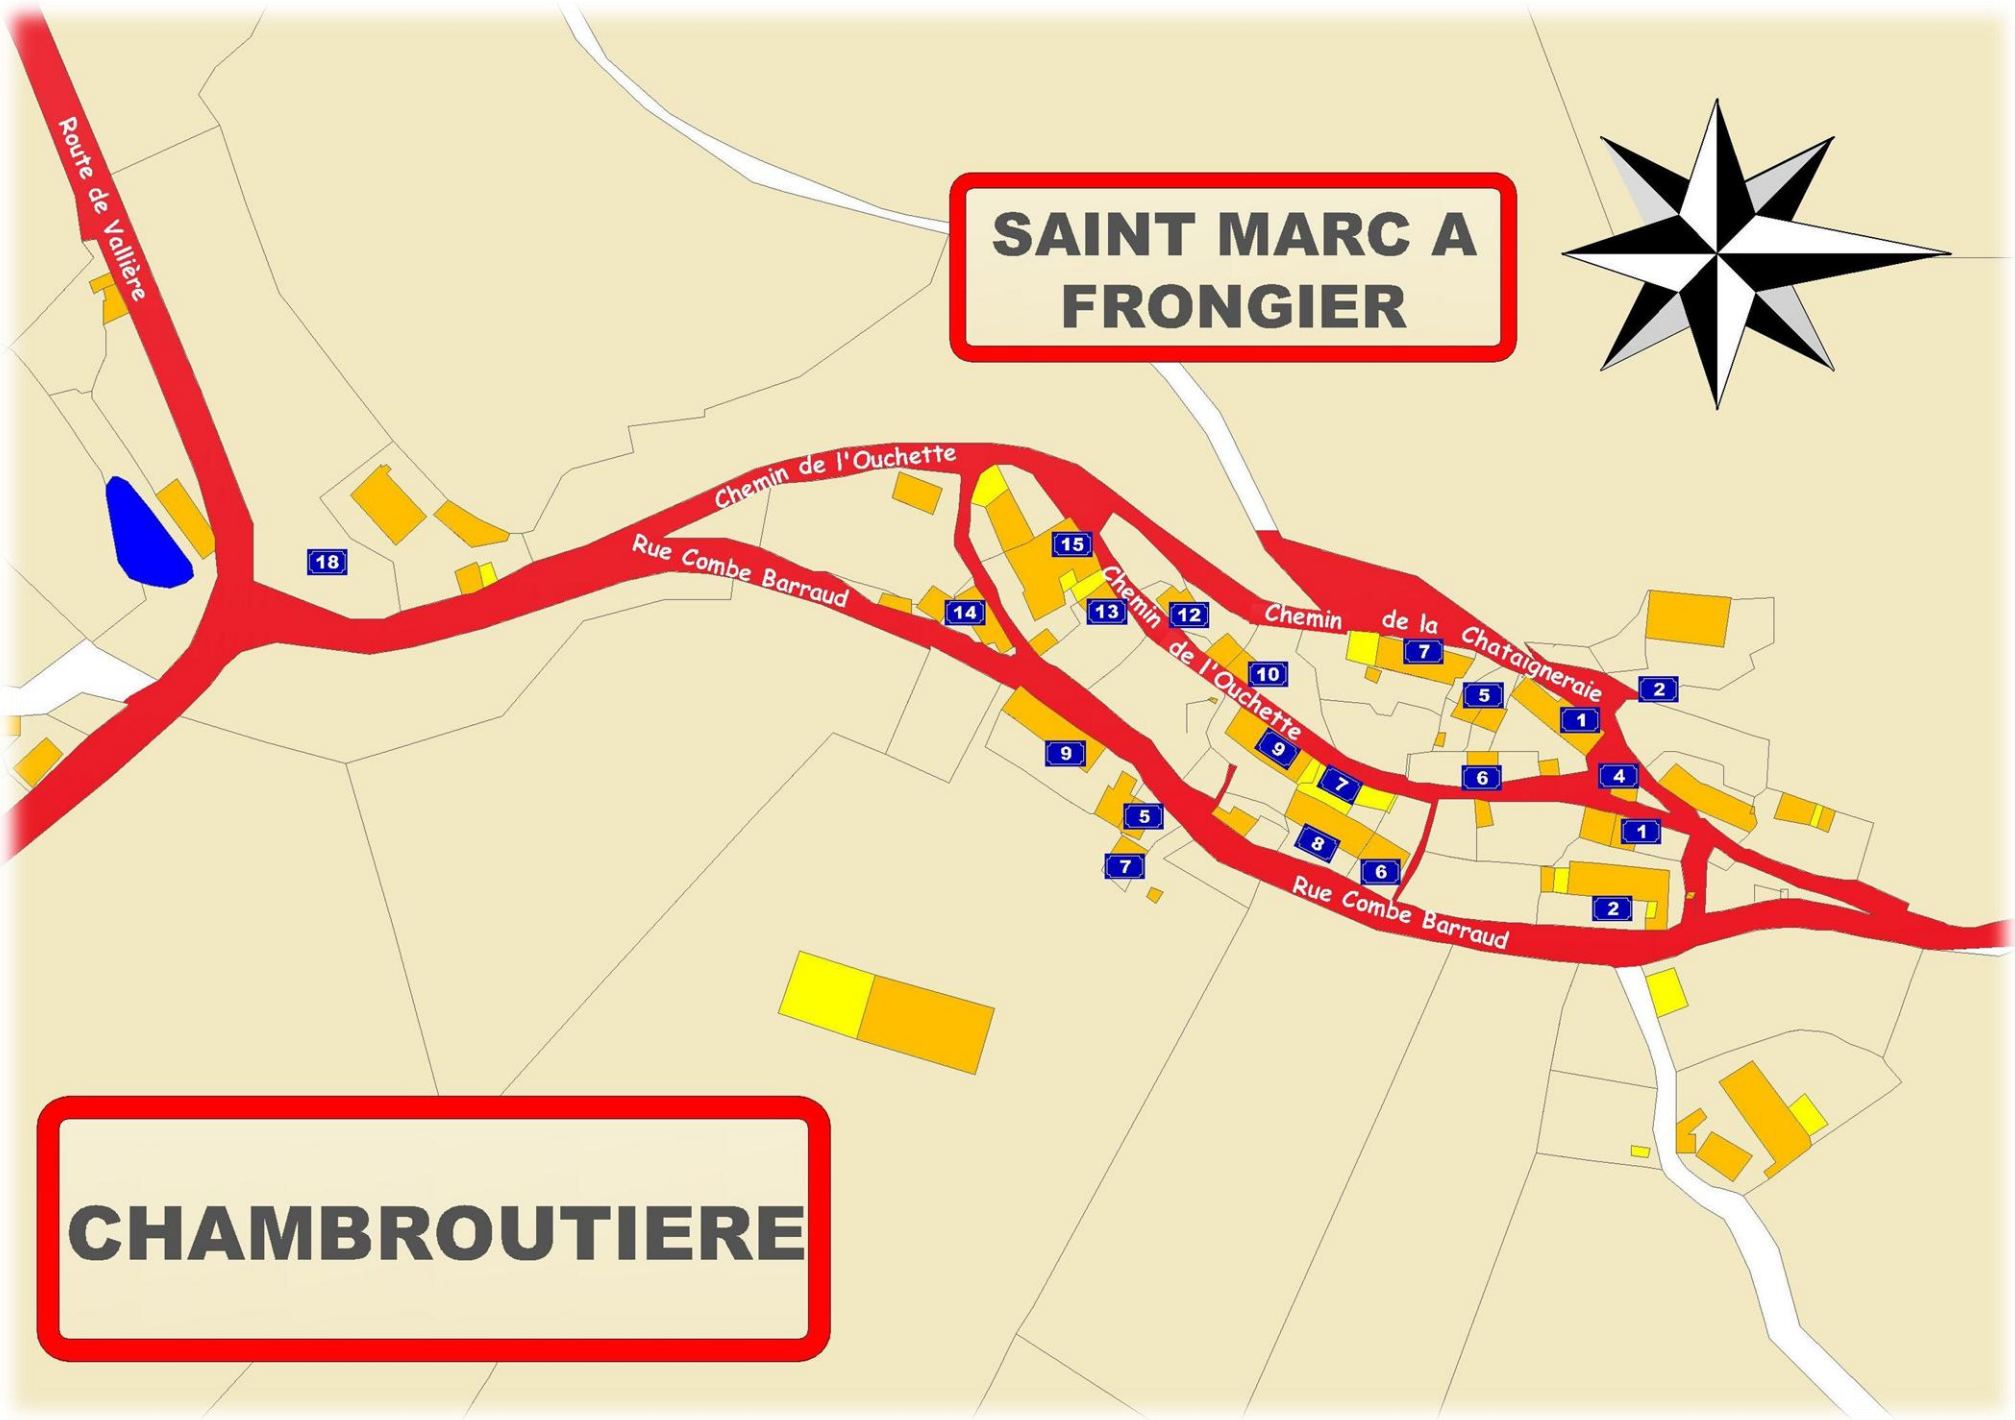 Route de Vallière
SAINT MARC A
FRONGIER
Chemin de l'Ouchette
Rue Combe Barraud
18
15
14
13
12
Chemin de l'Ouchette
10
Chemin de la Chataigneraie
7
5
2
1
9
9
7
6
4
5
7
8
6
1
2
Rue Combe Barraud
CHAMBROUTIERE